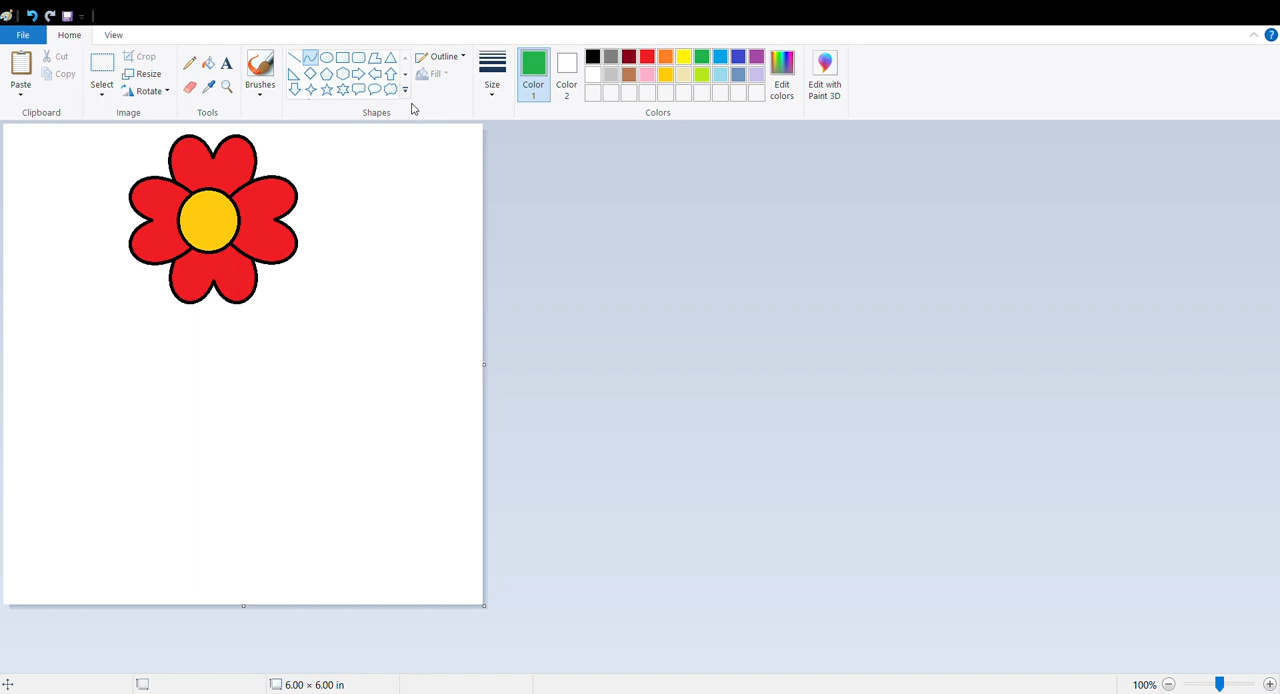 File Home View
Paste
Cut
Copy
Clipboard
Select
Crop
Resize
Rotate
Image
A
Tools
Brushes
Outline
Fill
Shapes
Size
Color
1
Color
2
Edit
colors
Colors
Edit with
Paint 3D
?
6.00 × 6.00 in
100%